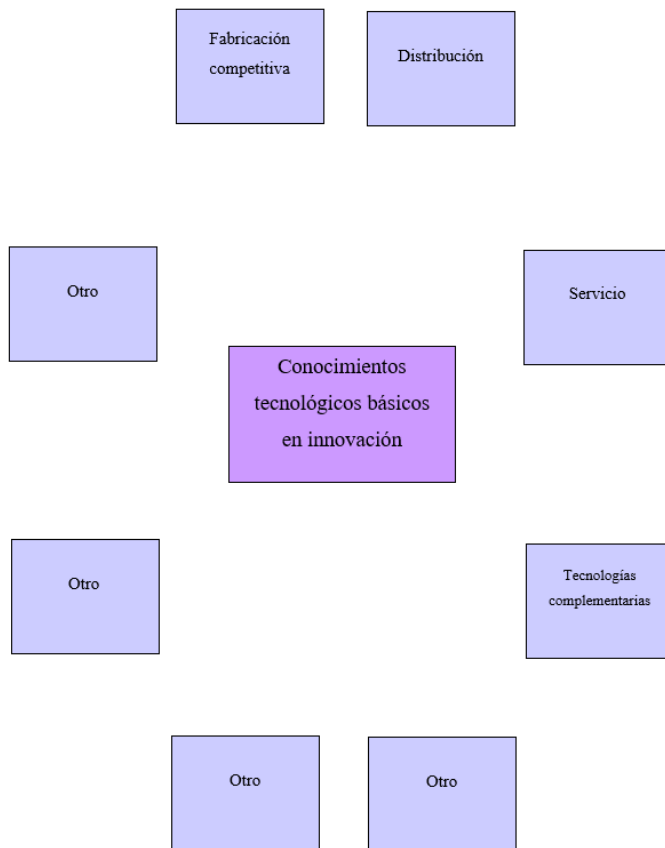 Fabricación
competitiva
Distribución
Otro
Servicio
Conocimientos
tecnológicos básicos
en innovación
Otro
Tecnologías
complementarias
Otro
Otro